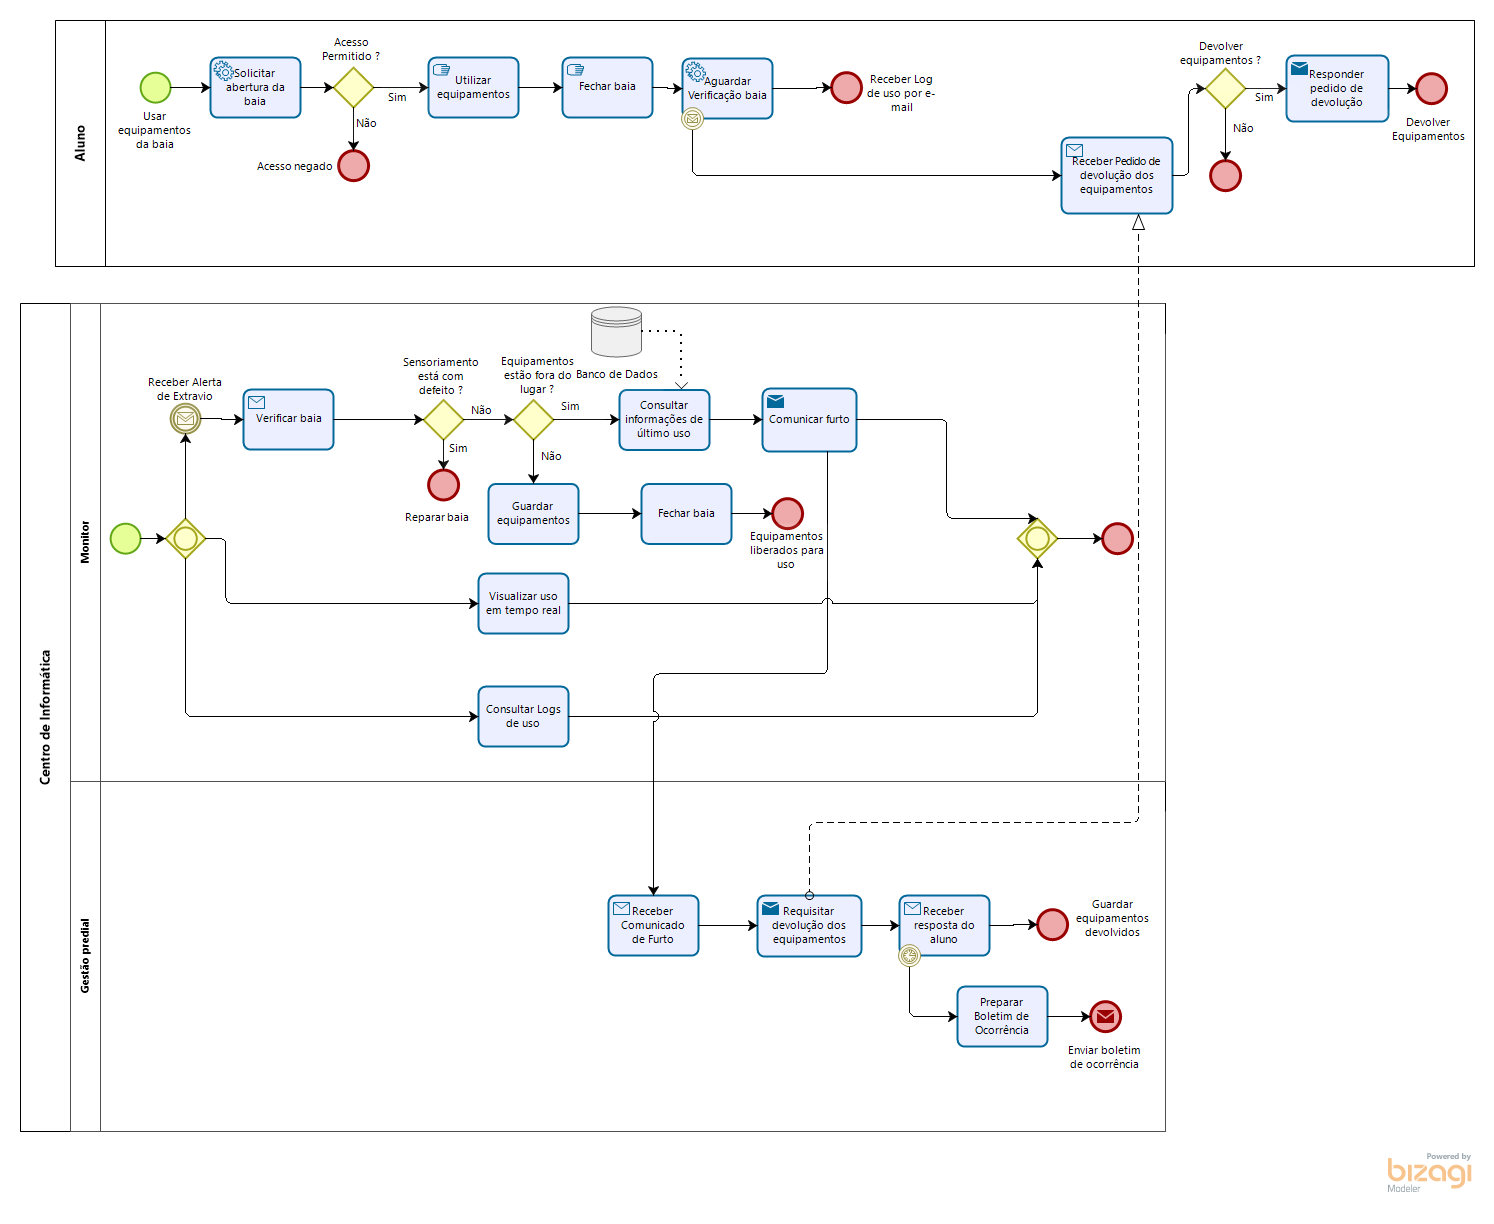 Aluno
Usar
equipamentos
da baia
Solicitar
abertura da
baia
Acesso
Permitido ?
Sim
Não
Acesso negado
Utilizar
equipamentos
Fechar baia
Aguardar
Verificação baia
Receber Log
de uso por e-
mail
Receber Pedido de
devolução dos
equipamentos
Devolver
equipamentos ?
Sim
Não
Responder
pedido de
devolução
Devolver
Equipamentos
Centro de Informática
Monitor
Receber Alerta
de Extravio
Verificar baia
Sensoriamento
está com
defeito ?
Não
Sim
Reparar baia
Equipamentos
estão fora do
lugar ?
Sim
Não
Banco de Dados
Consultar
informações de
último uso
Comunicar furto
Guardar
equipamentos
Fechar baia
Equipamentos
liberados para
uso
Visualizar uso
em tempo real
Consultar Logs
de uso
Gestão predial
Receber
Comunicado
de Furto
Requisitar
devolução dos
equipamentos
Receber
resposta do
aluno
Guardar
equipamentos
devolvidos
Preparar
Boletim de
Ocorrência
Enviar boletim
de ocorrência
Powered by
bizagi
Modeler